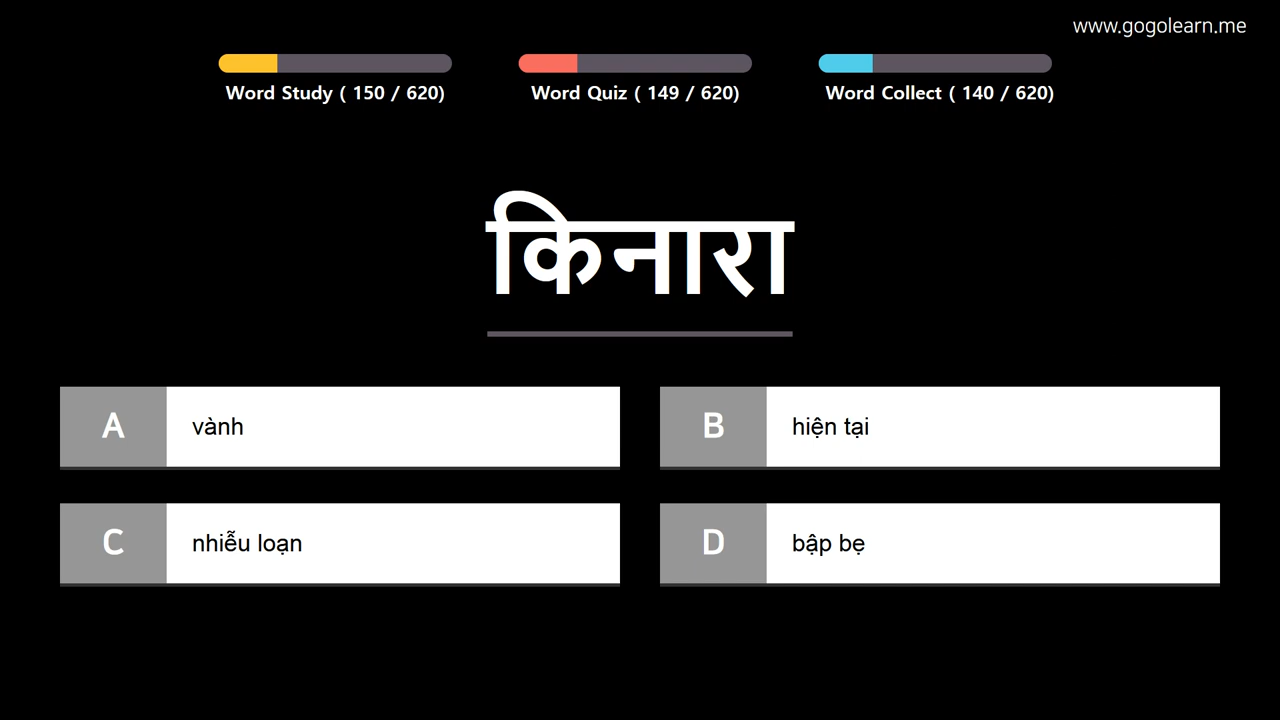 www.gogolearn.me
Word Study ( 150 / 620)
Word Quiz ( 149 / 620)
Word Collect ( 140 / 620)
किनारा
A vành
B hiện tại
C nhiễu loạn
D bập bẹ